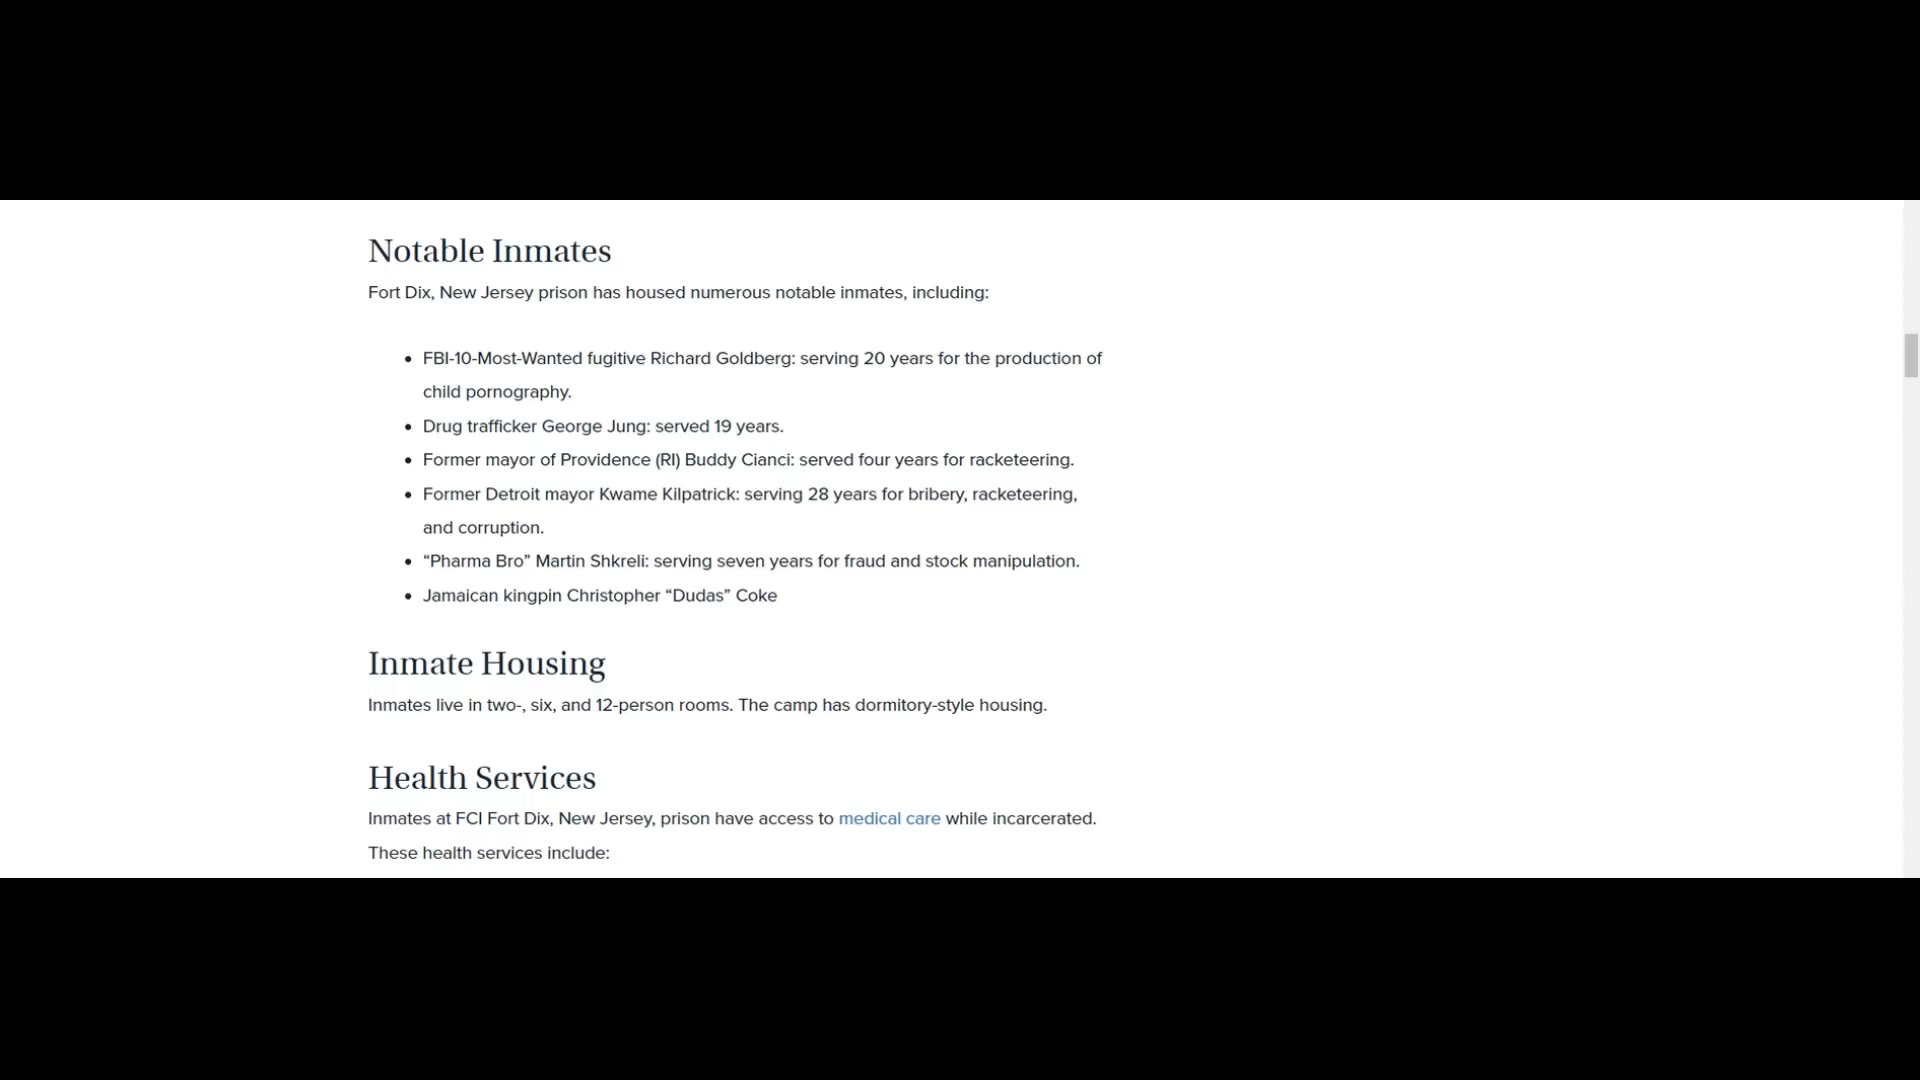 Notable Inmates
Fort Dix, New Jersey prison has housed numerous notable inmates, including:
• FBI-10-Most-Wanted fugitive Richard Goldberg: serving 20 years for the production of
child pornography.
• Drug trafficker George Jung: served 19 years.
• Former mayor of Providence (RI) Buddy Cianci: served four years for racketeering.
• Former Detroit mayor Kwame Kilpatrick: serving 28 years for bribery, racketeering,
and corruption.
• “Pharma Bro” Martin Shkreli: serving seven years for fraud and stock manipulation.
• Jamaican kingpin Christopher “Dudas” Coke
Inmate Housing
Inmates live in two-, six, and 12-person rooms. The camp has dormitory-style housing.
Health Services
Inmates at FCI Fort Dix, New Jersey, prison have access to medical care while incarcerated.
These health services include: